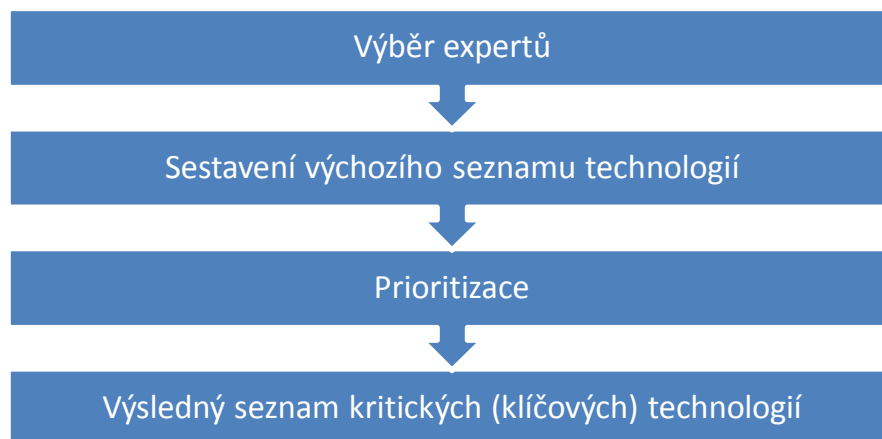 Výběr expertů
Sestavení výchozího seznamu technologií
Prioritizace
Výsledný seznam kritických (klíčových) technologií